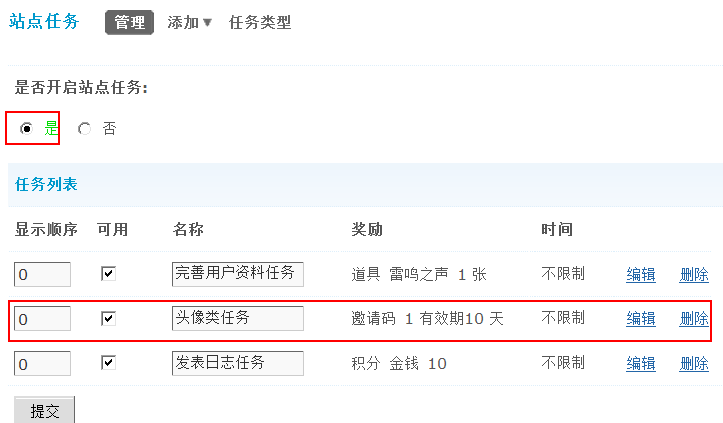 站点任务 管理 添加 任务类型
是否开启站点任务:
是 否
任务列表
显示顺序 可用 名称 奖励 时间
0 完善用户资料任务 道具 雷鸣之声 1 张 不限制 编辑 删除
0 头像类任务 邀请码 1 有效期10 天 不限制 编辑 删除
0 发表日志任务 积分 金钱 10 不限制 编辑 删除
提交